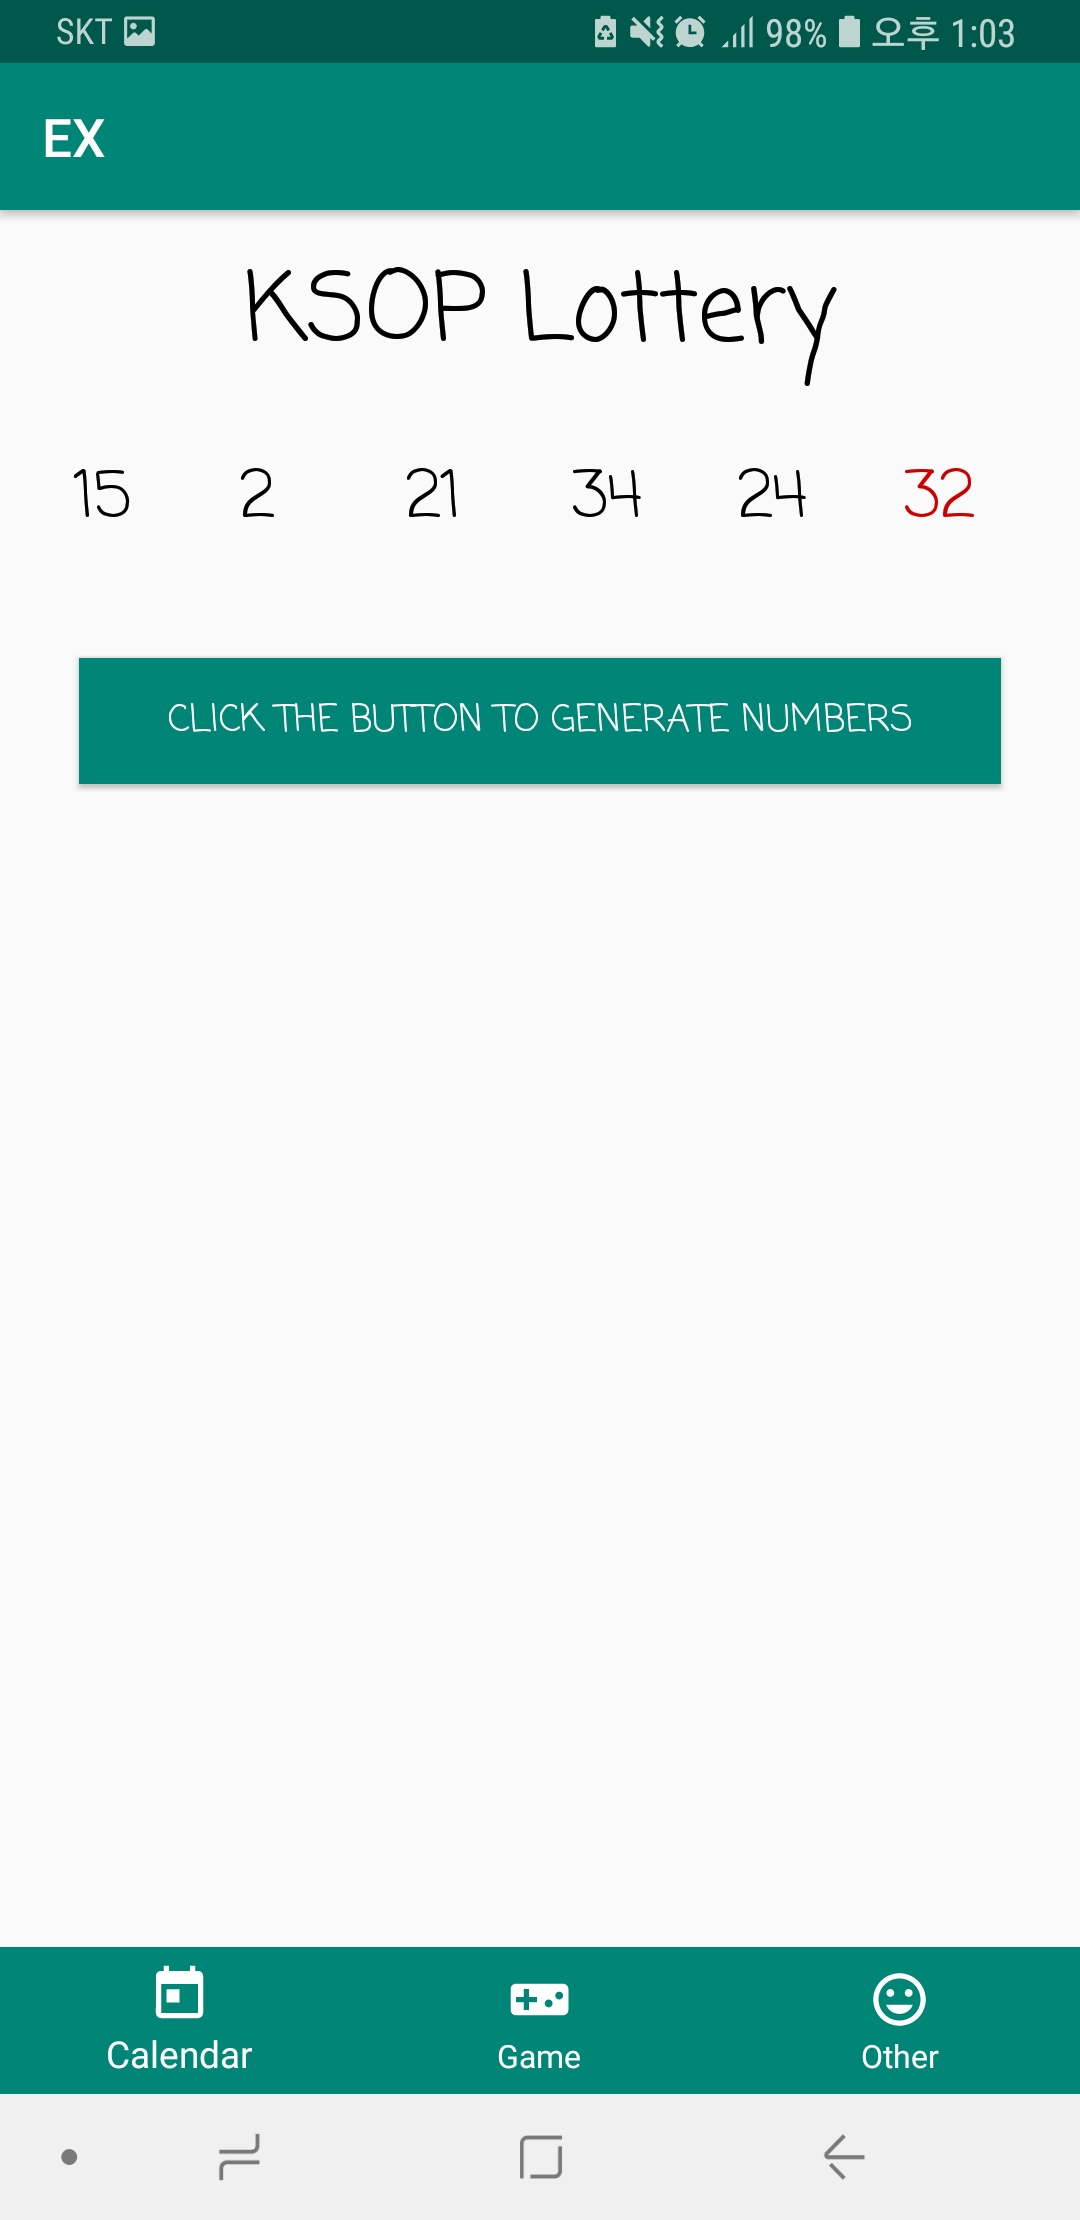 SKT 98% 오후 1:03
EX
KSOP Lottery
15 2 21 34 24 32
CLICK THE BUTTON TO GENERATE NUMBERS
Calendar Game Other